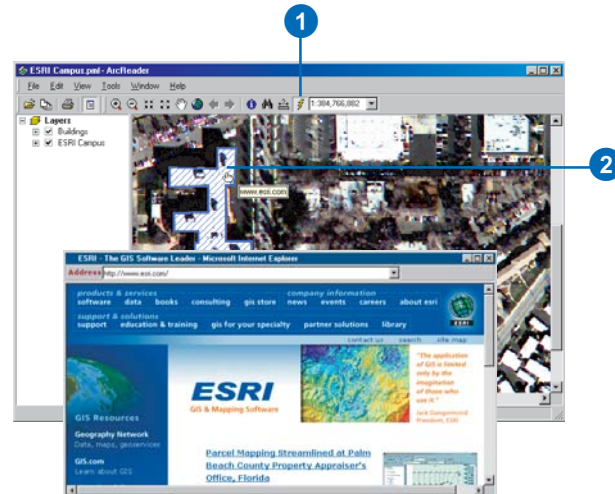 1
ESRI Campus.pml - ArcReader
File Edit View Tools Window Help
1:304,766,002
Layers
Buildings
ESRI Campus
2
www.esri.com
ESRI - The GIS Software Leader - Microsoft Internet Explorer
Address http://www.esri.com/
products & services company information
software data books consulting gis store news events careers about esri
support & solutions
support education & training gis for your specialty partner solutions library
ESRI
contact us search site map
"The application
of GIS is limited
only by the
imagination
of those who
use it."
Jack Dangermond
President, ESRI
ESRI
GIS & Mapping Software
GIS Resources
Geography Network
Data, maps, geoservices
GIS.com
Learn about GIS
Parcel Mapping Streamlined at Palm
Beach County Property Appraiser's
Office, Florida